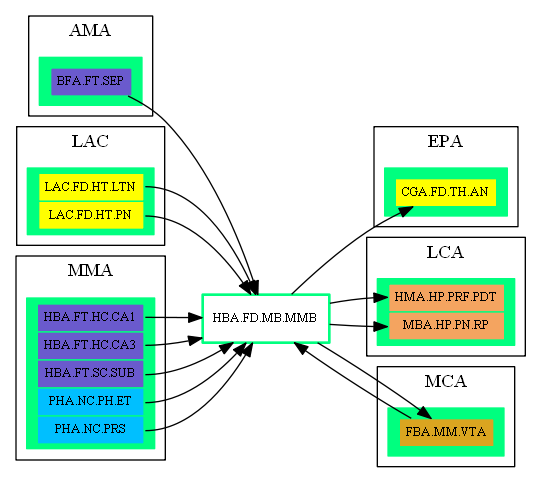 AMA
BFA.FT.SEP
LAC
LAC.FD.HT.LTN
LAC.FD.HT.PN
MMA
HBA.FT.HC.CA1
HBA.FT.HC.CA3
HBA.FT.SC.SUB
PHA.NC.PH.ET
PHA.NC.PRS
HBA.FD.MB.MMB
EPA
CGA.FD.TH.AN
LCA
HMA.HP.PRF.PDT
MBA.HP.PN.RP
MCA
FBA.MM.VTA